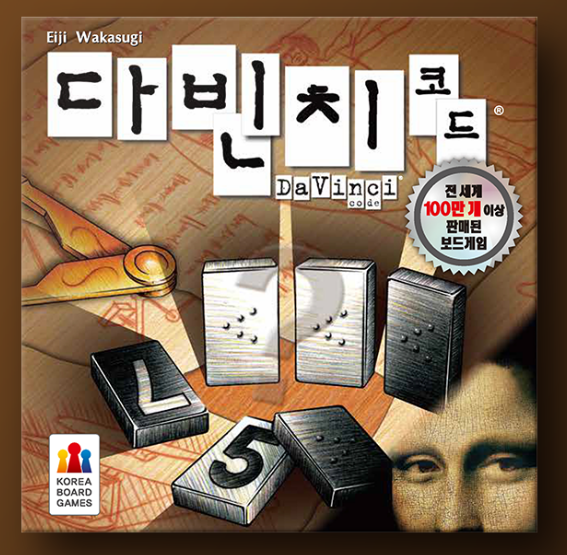 Eiji Wakasugi
다빈치 코드®
DaVinci
code
전 세계
100만 개 이상
판매된
보드게임
7
5
KOREA
BOARD
GAMES